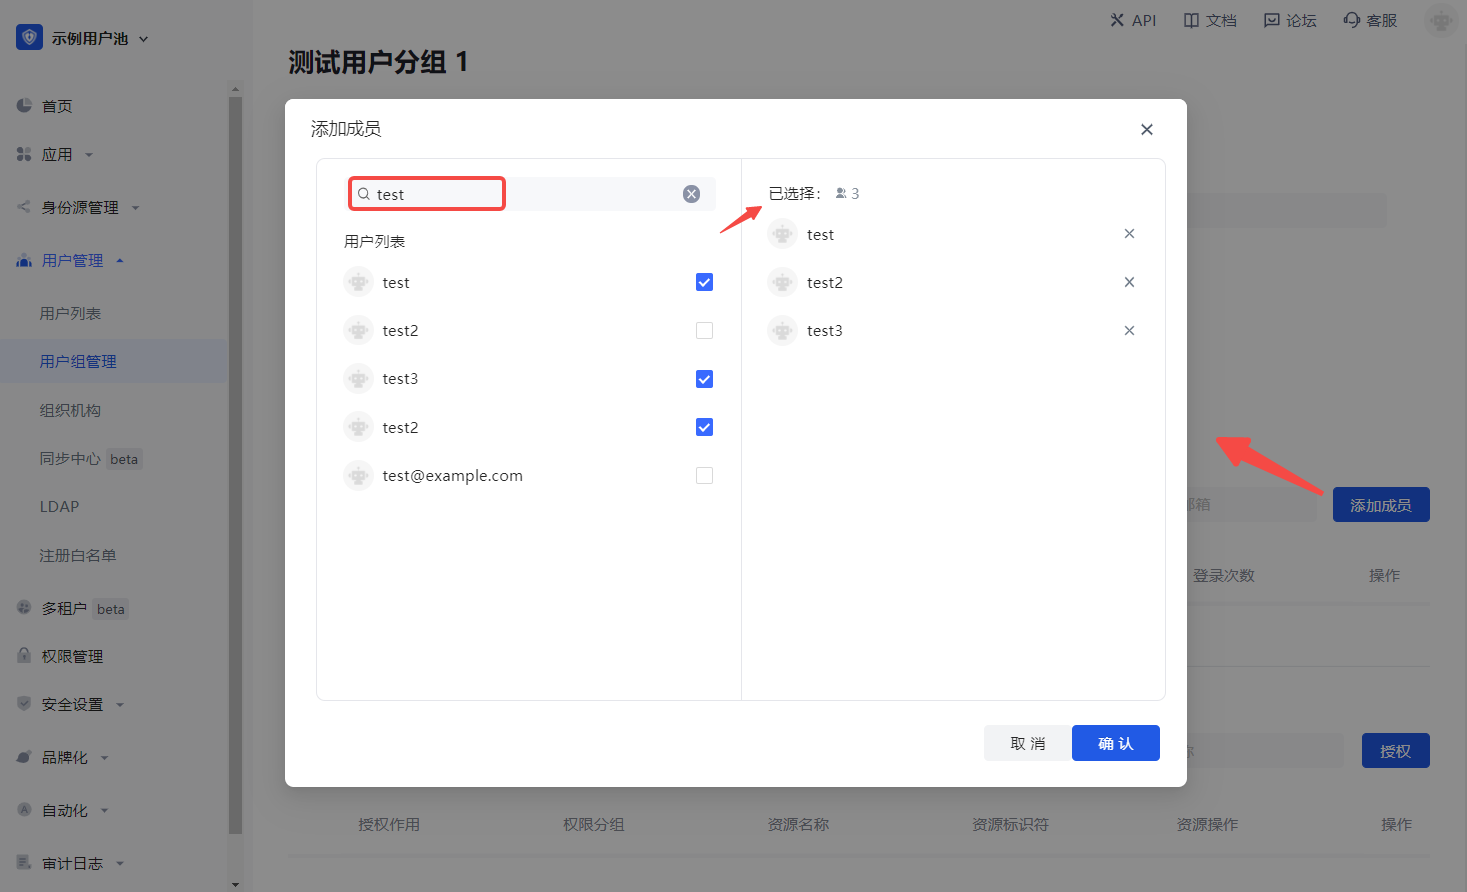 示例用户池
API
文档
论坛
客服
测试用户分组 1
首页
应用
身份源管理
用户管理
用户列表
用户组管理
组织机构
同步中心 beta
LDAP
注册白名单
多租户 beta
权限管理
安全设置
品牌化
自动化
审计日志
添加成员
test
用户列表
test
test2
test3
test2
test@example.com
已选择： 3
test
test2
test3
取 消
确 认
邮箱
添加成员
登录次数
操作
授权
授权作用
权限分组
资源名称
资源标识符
资源操作
操作